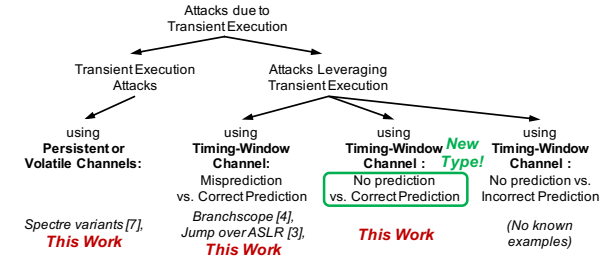 Attacks due to
Transient Execution
Transient Execution
Attacks
Attacks Leveraging
Transient Execution
using
Persistent or
Volatile Channels:
Spectre variants [7],
This Work
using
Timing-Window
Channel:
Misprediction
vs. Correct Prediction
Branchscope [4],
Jump over ASLR [3],
This Work
using
Timing-Window
Channel :
New
Type!
No prediction
vs. Correct Prediction
This Work
using
Timing-Window
Channel :
No prediction vs.
Incorrect Prediction
(No known
examples)